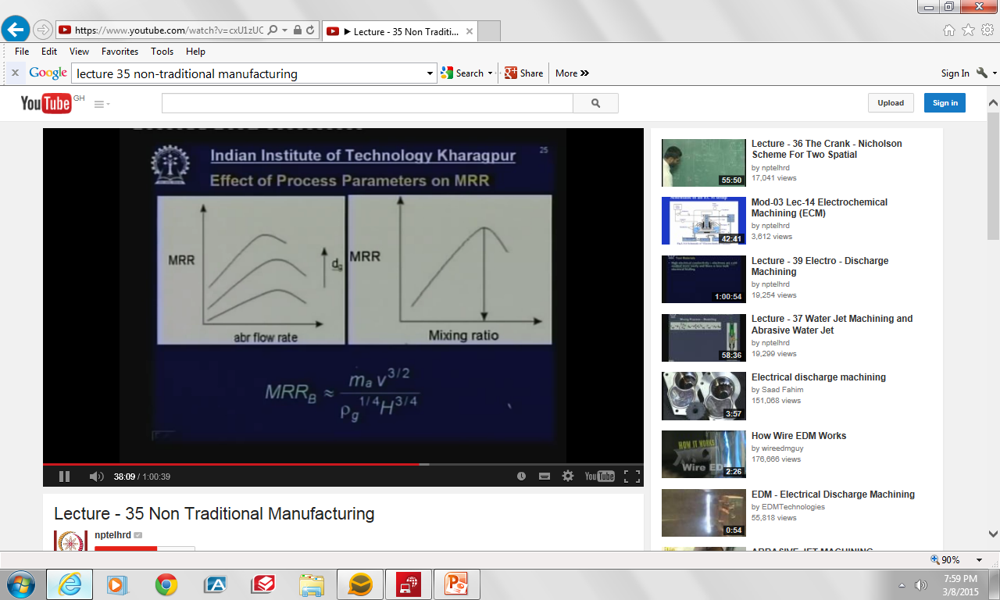 https://www.youtube.com/watch?v=cxU1zUC
Lecture - 35 Non Traditi...
File Edit View Favorites Tools Help
x Google lecture 35 non-traditional manufacturing Search Share More » Sign In
YouTube GH Upload Sign in
Indian Institute of Technology Kharagpur 25
Effect of Process Parameters on MRR
MRR
d_g
abr flow rate
MRR
Mixing ratio
MRR_B ≈ ṁ_a v^3/2 / ρ_g^1/4 H^3/4
38:09 / 1:00:39 YouTube
Lecture - 35 Non Traditional Manufacturing
nptelhrd
55:50
Lecture - 36 The Crank - Nicholson
Scheme For Two Spatial
by nptelhrd
17,041 views
42:41
Mod-03 Lec-14 Electrochemical
Machining (ECM)
by nptelhrd
3,612 views
1:00:54
Lecture - 39 Electro - Discharge
Machining
by nptelhrd
19,254 views
58:36
Lecture - 37 Water Jet Machining and
Abrasive Water Jet
by nptelhrd
19,299 views
3:57
Electrical discharge machining
by Saad Fahim
151,068 views
HOW IT WORKS
Wire ED
2:26
How Wire EDM Works
by wireedmguy
176,666 views
0:54
EDM - Electrical Discharge Machining
by EDMTechnologies
55,818 views
ABRASIVE JET MACHINING
90%
7:59 PM
3/8/2015